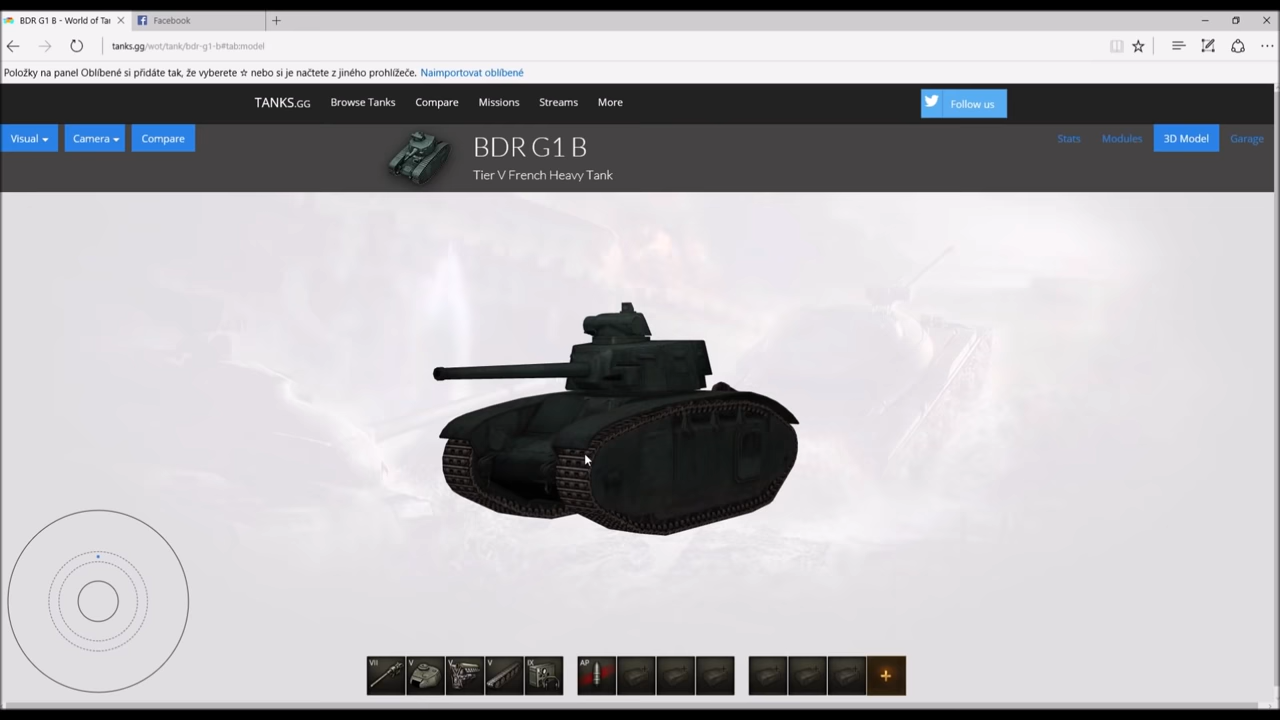 BDR G1 B - World of Ta
Facebook
tanks.gg/wot/tank/bdr-g1-b#tab:model
Položky na panel Oblíbené si přidáte tak, že vyberete ☆ nebo si je načtete z jiného prohlížeče. Naimportovat oblíbené
TANKS.GG Browse Tanks Compare Missions Streams More Follow us
Visual Camera Compare
BDR G1 B
Tier V French Heavy Tank
Stats Modules 3D Model Garage
VII V V V IX AP